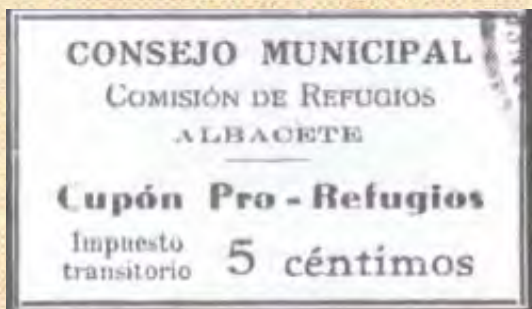 CONSEJO MUNICIPAL
COMISIÓN DE REFUGIOS
ALBACETE
Cupón Pro - Refugios
Impuesto
transitorio 5 céntimos